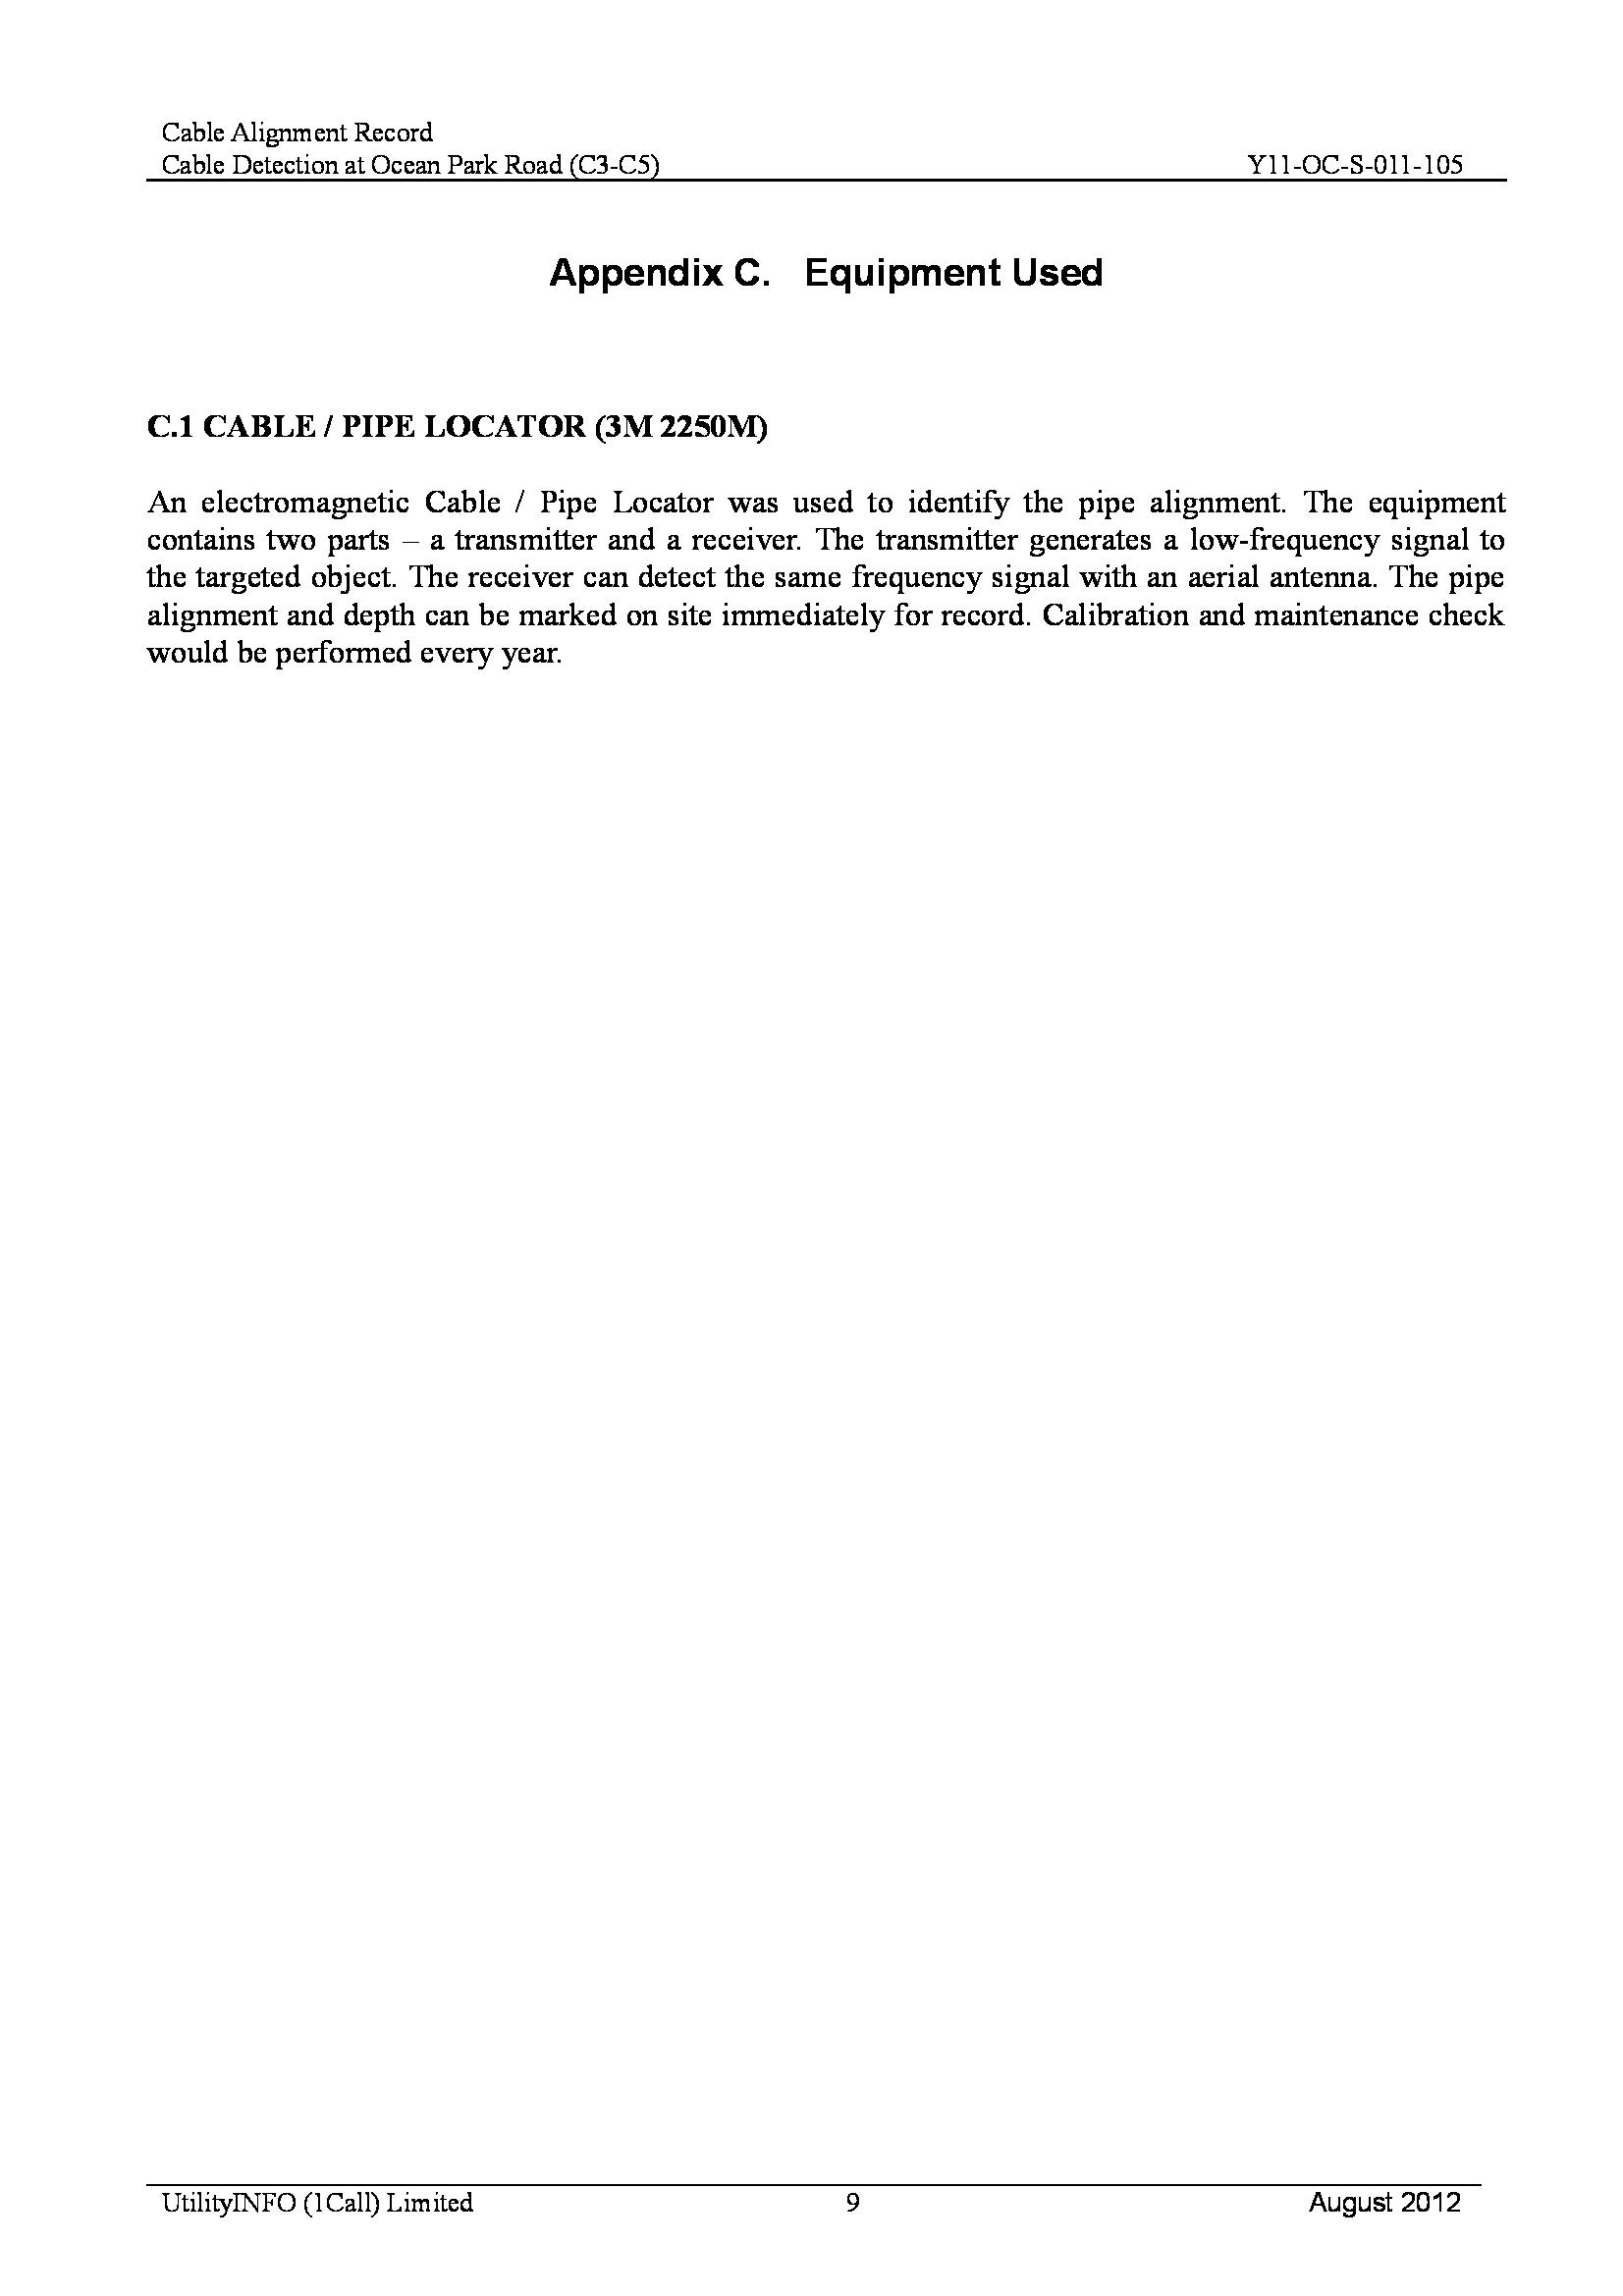 Cable Alignment Record
Cable Detection at Ocean Park Road (C3-C5) Y11-OC-S-011-105
Appendix C. Equipment Used
C.1 CABLE / PIPE LOCATOR (3M 2250M)
An electromagnetic Cable / Pipe Locator was used to identify the pipe alignment. The equipment
contains two parts – a transmitter and a receiver. The transmitter generates a low-frequency signal to
the targeted object. The receiver can detect the same frequency signal with an aerial antenna. The pipe
alignment and depth can be marked on site immediately for record. Calibration and maintenance check
would be performed every year.
UtilityINFO (1Call) Limited 9 August 2012